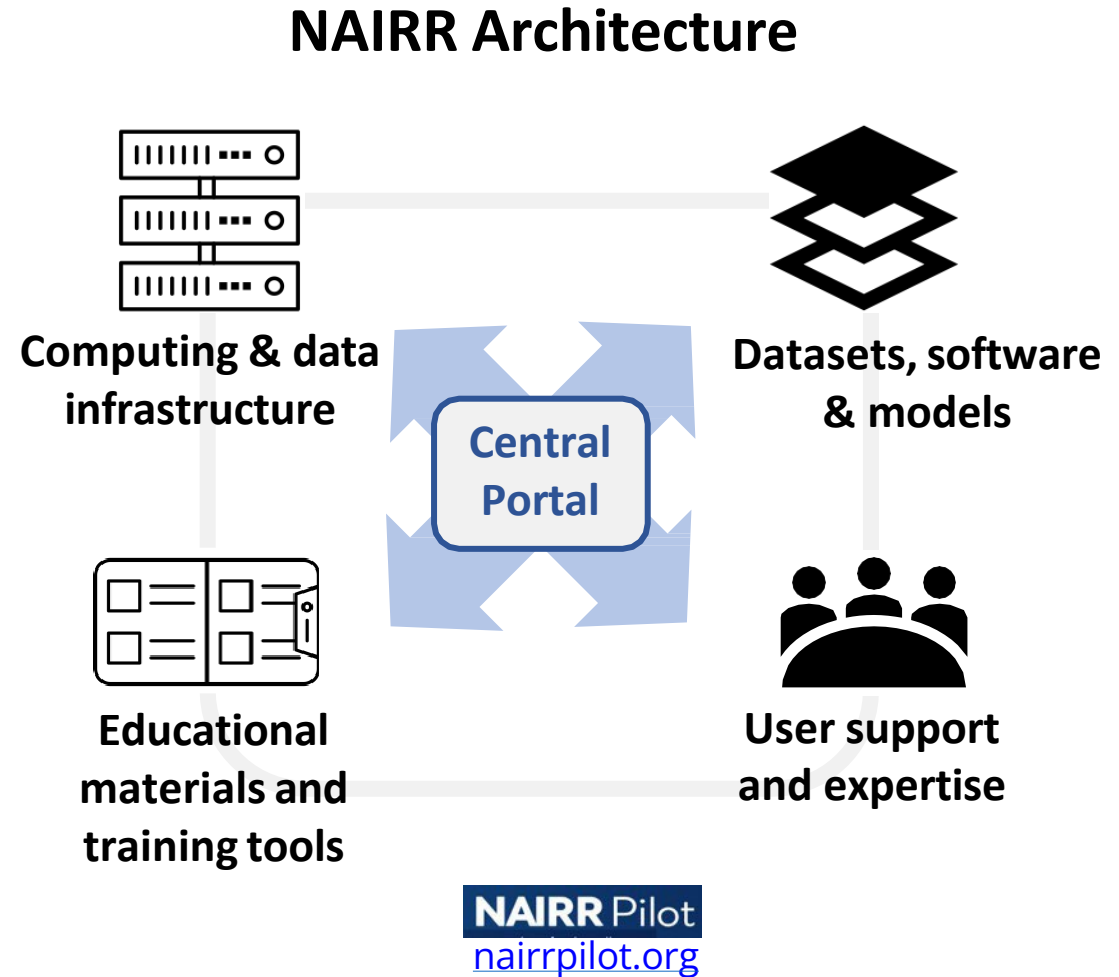 NAIRR Architecture
Computing & data
infrastructure
Datasets, software
& models
Central
Portal
Educational
materials and
training tools
User support
and expertise
NAIRR Pilot
nairrpilot.org